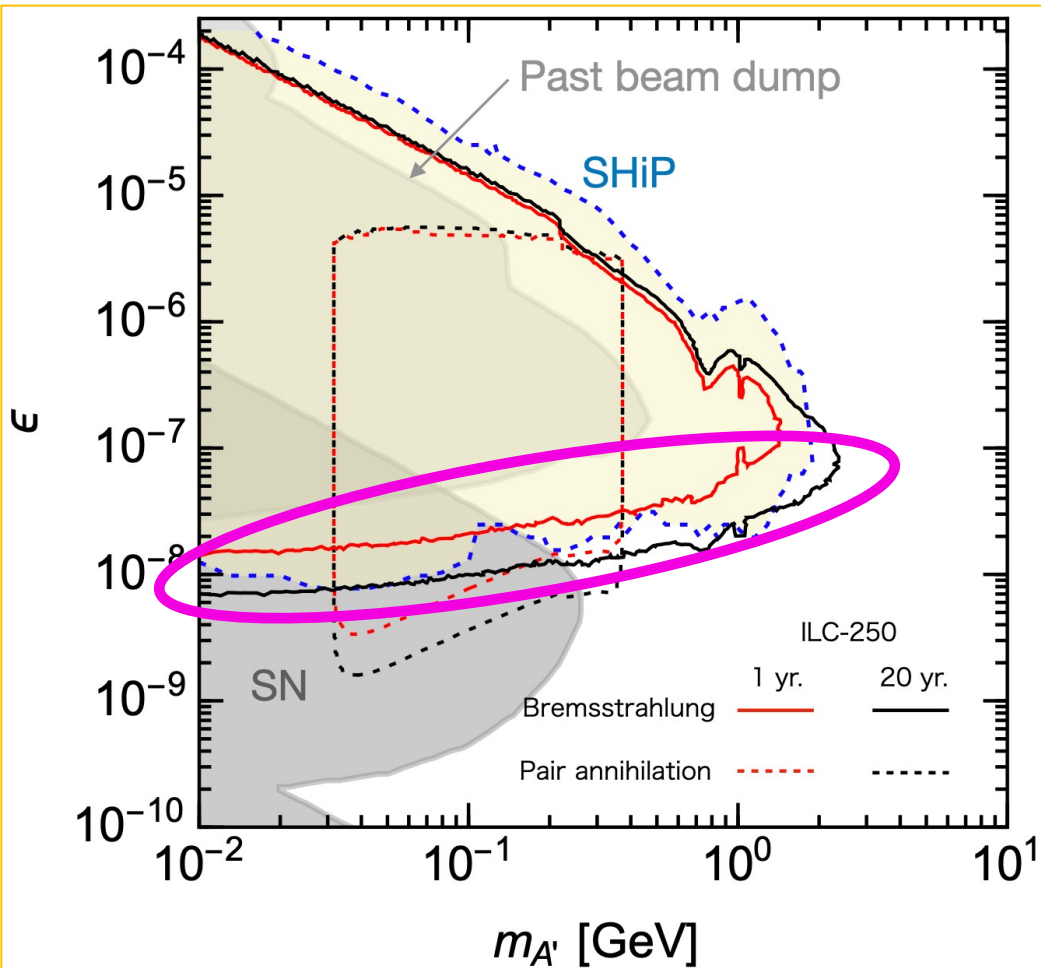 10⁻⁴
10⁻⁵
10⁻⁶
10⁻⁷
10⁻⁸
10⁻⁹
10⁻¹⁰
ϵ
Past beam dump
SHiP
SN
ILC-250
1 yr. 20 yr.
Bremsstrahlung
Pair annihilation
10⁻² 10⁻¹ 10⁰ 10¹
m_A' [GeV]